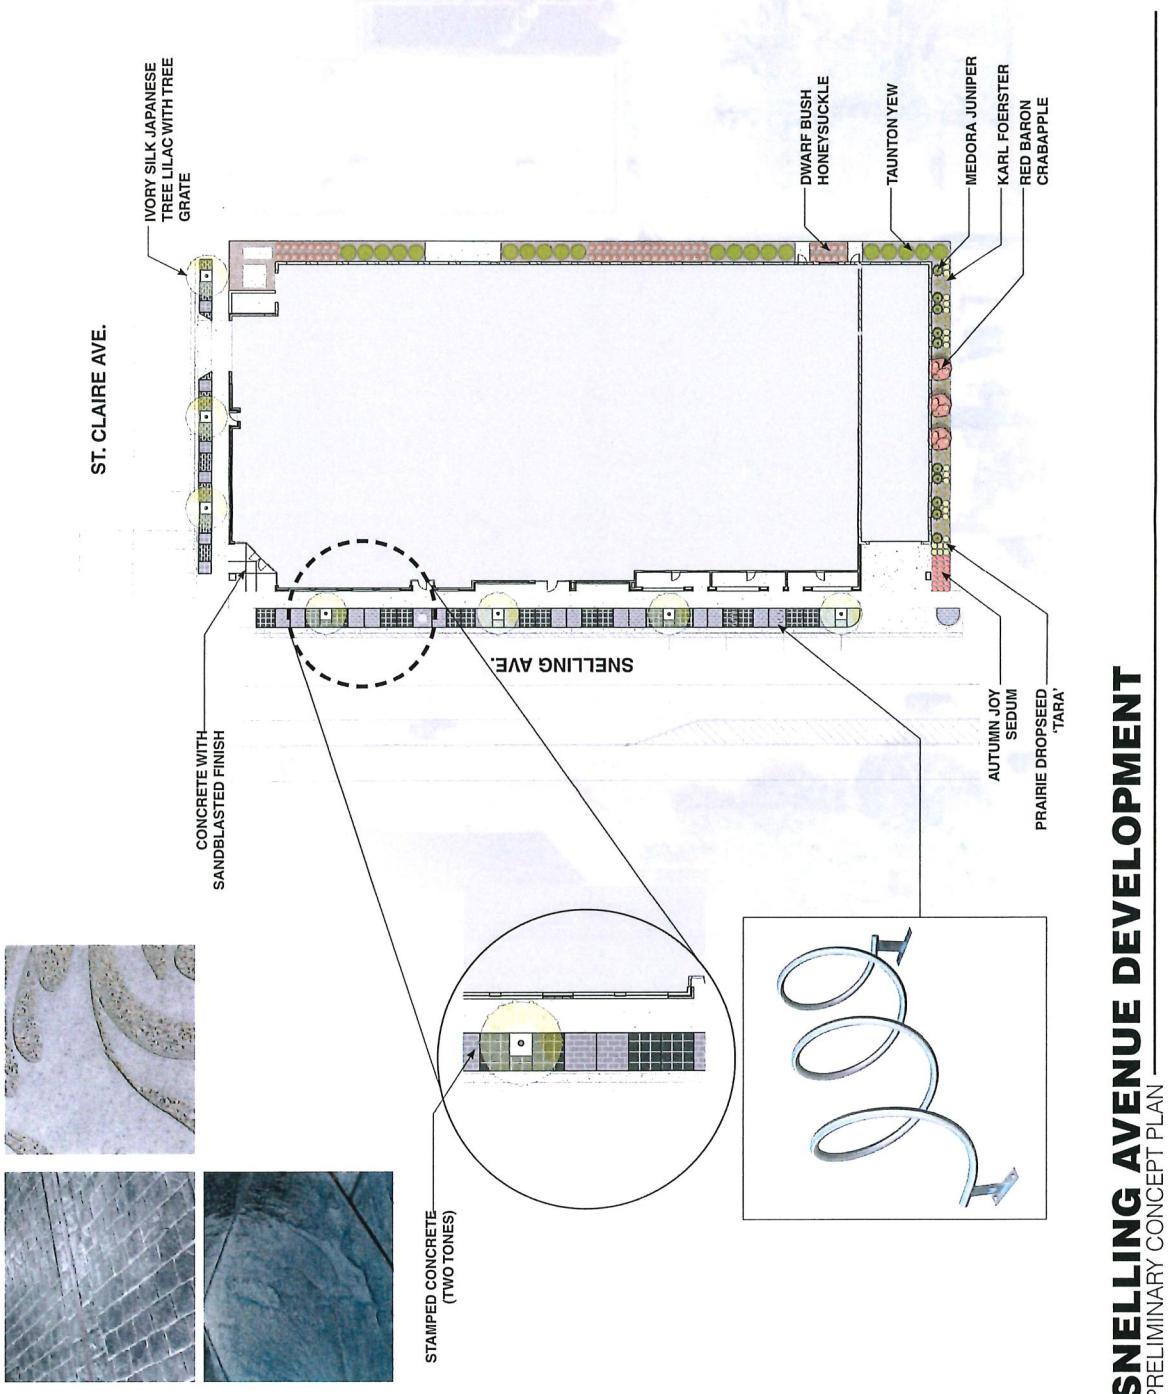 IVORY SILK JAPANESE
TREE LILAC WITH TREE
GRATE
ST. CLAIRE AVE.
CONCRETE WITH
SANDBLASTED FINISH
STAMPED CONCRETE
(TWO TONES)
SNELLING AVE.
DWARF BUSH
HONEYSUCKLE
TAUNTON YEW
MEDORA JUNIPER
KARL FOERSTER
RED BARON
CRABAPPLE
AUTUMN JOY
SEDUM
PRAIRIE DROPSEED
'TARA'
SNELLING AVENUE DEVELOPMENT
PRELIMINARY CONCEPT PLAN